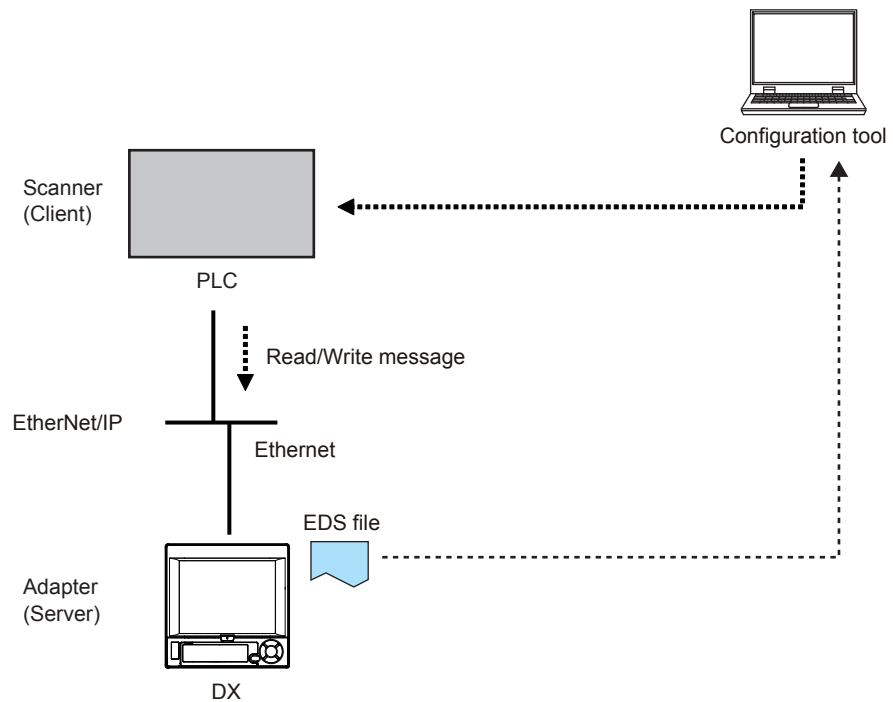 Configuration tool
Scanner
(Client)
PLC
Read/Write message
EtherNet/IP
Ethernet
EDS file
Adapter
(Server)
DX